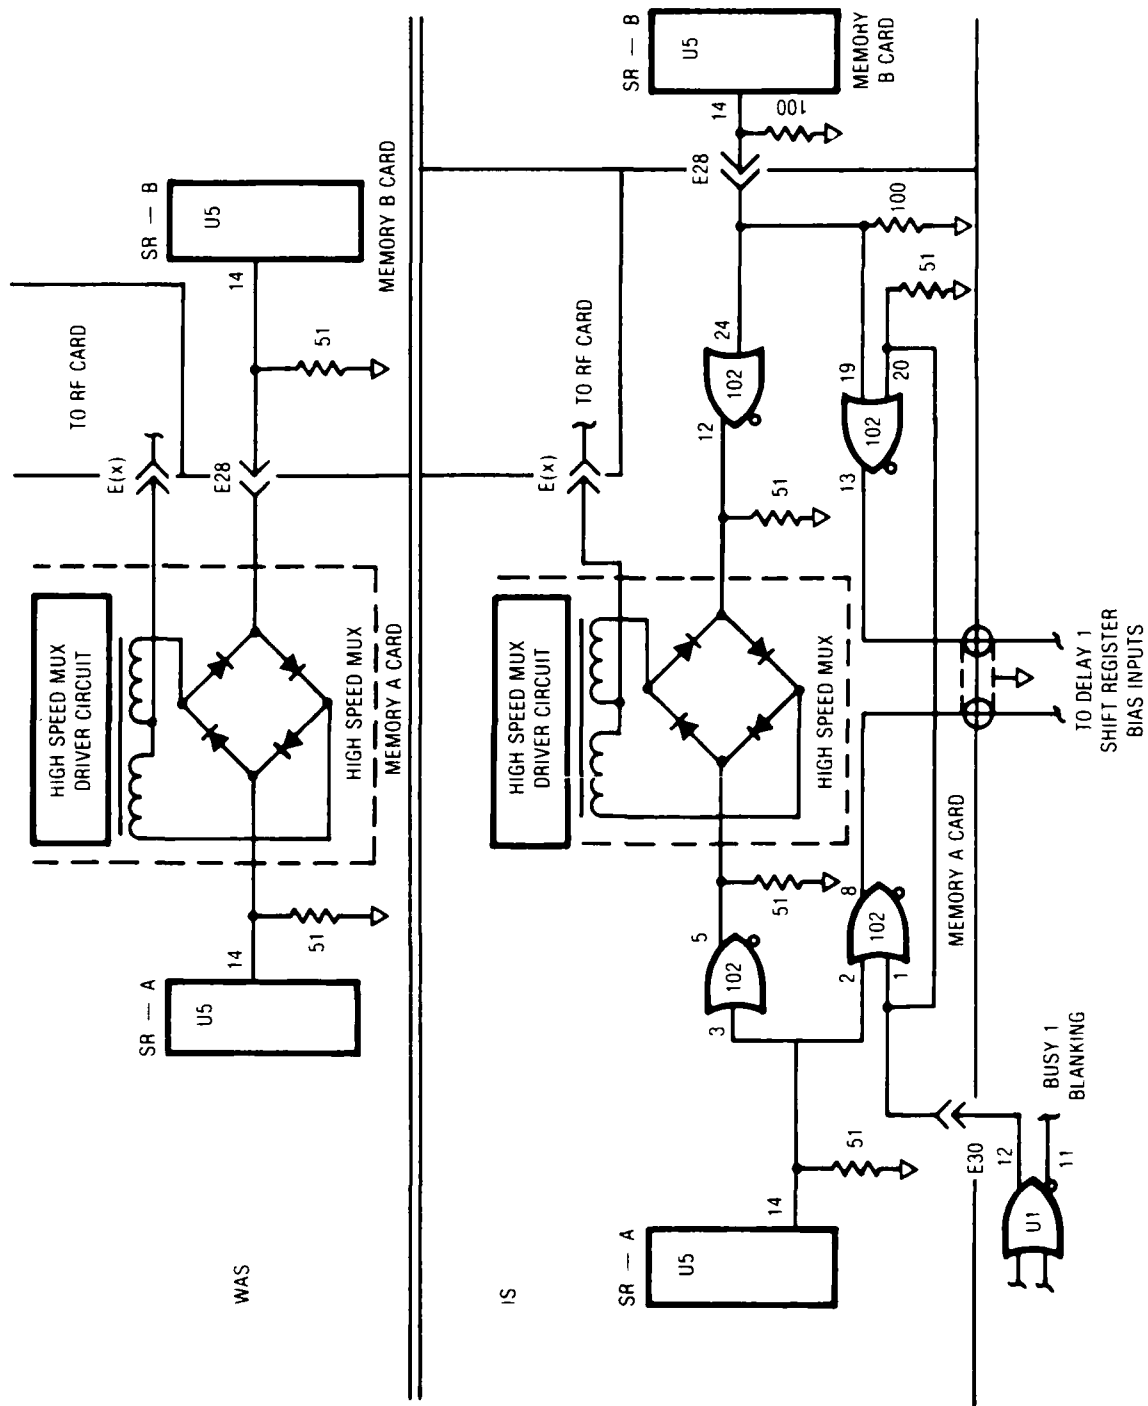 WAS
SR — A
U5
14
51
HIGH SPEED MUX
DRIVER CIRCUIT
HIGH SPEED MUX
MEMORY A CARD
E(x)
TO RF CARD
E28
51
14
SR — B
U5
MEMORY B CARD
IS
SR — A
U5
14
51
3
102
5
51
2
1
102
8
HIGH SPEED MUX
DRIVER CIRCUIT
HIGH SPEED MUX
MEMORY A CARD
E(x)
TO RF CARD
51
12
102
24
13
102
19
20
51
100
E28
14
100
SR — B
U5
MEMORY
B CARD
E30
12
11
U1
BUSY 1
BLANKING
TO DELAY 1
SHIFT REGISTER
BIAS INPUTS